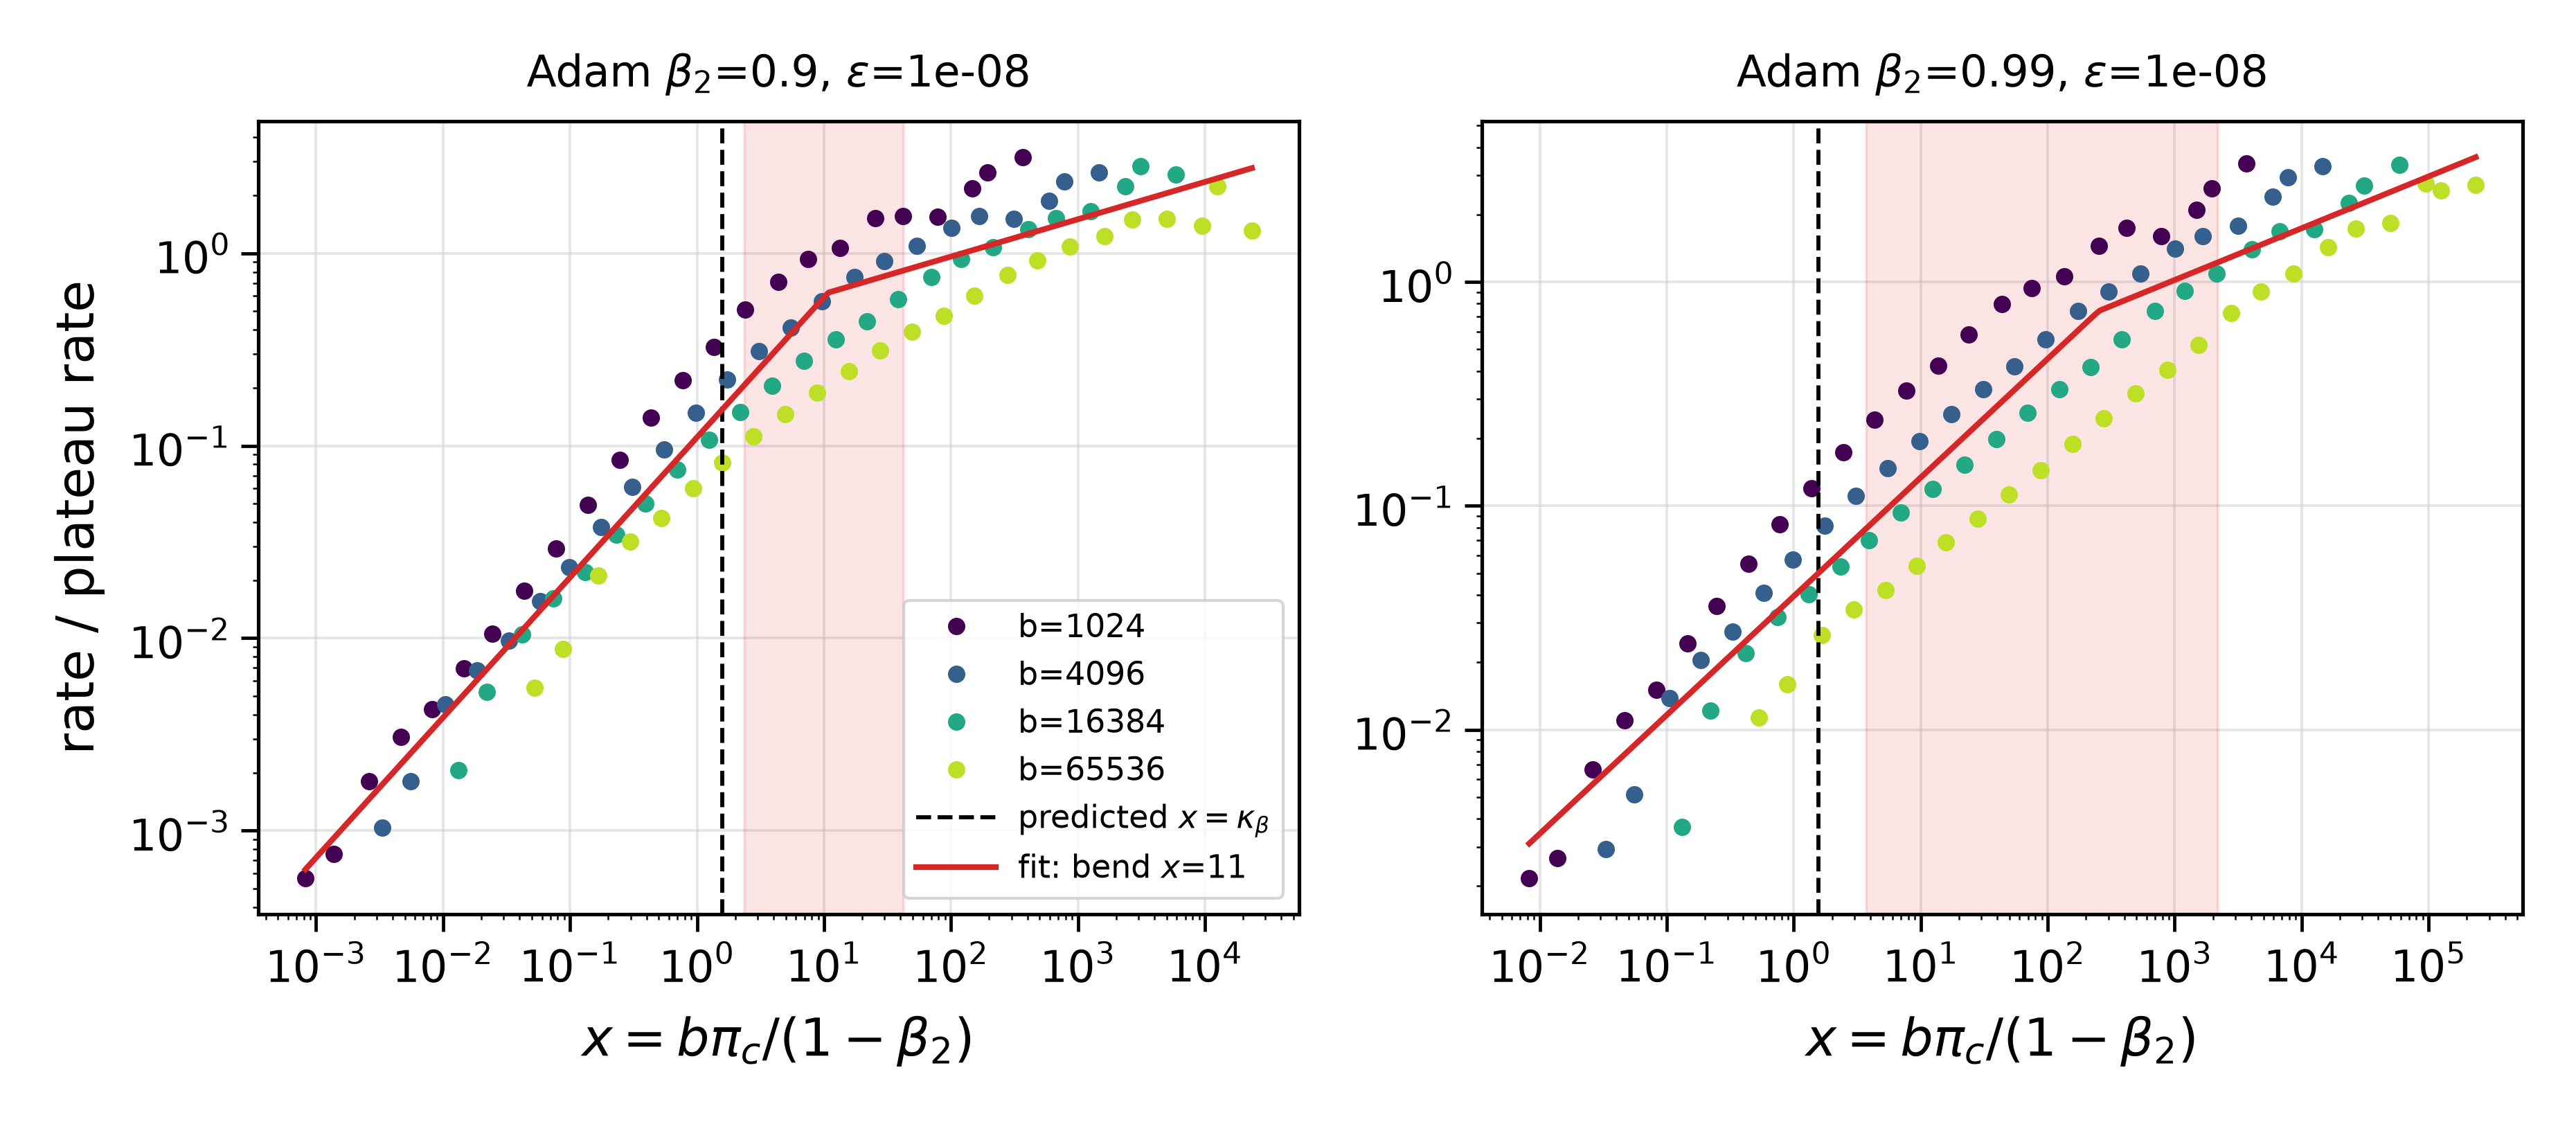 Adam β₂=0.9, ε=1e-08
rate / plateau rate
10⁰
10⁻¹
10⁻²
10⁻³
b=1024
b=4096
b=16384
b=65536
predicted x = κᵦ
fit: bend x=11
10⁻³ 10⁻² 10⁻¹ 10⁰ 10¹ 10² 10³ 10⁴
x = bπ_c/(1 − β₂)
Adam β₂=0.99, ε=1e-08
10⁰
10⁻¹
10⁻²
10⁻² 10⁻¹ 10⁰ 10¹ 10² 10³ 10⁴ 10⁵
x = bπ_c/(1 − β₂)